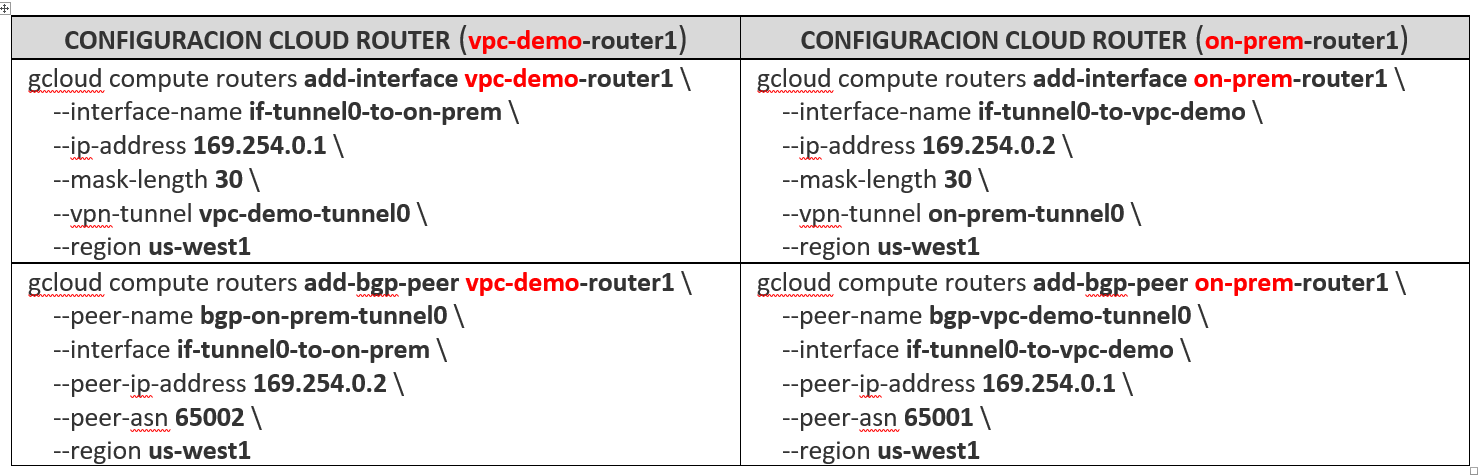 CONFIGURACION CLOUD ROUTER (vpc-demo-router1)
gcloud compute routers add-interface vpc-demo-router1 \
--interface-name if-tunnel0-to-on-prem \
--ip-address 169.254.0.1 \
--mask-length 30 \
--vpn-tunnel vpc-demo-tunnel0 \
--region us-west1
gcloud compute routers add-bgp-peer vpc-demo-router1 \
--peer-name bgp-on-prem-tunnel0 \
--interface if-tunnel0-to-on-prem \
--peer-ip-address 169.254.0.2 \
--peer-asn 65002 \
--region us-west1
CONFIGURACION CLOUD ROUTER (on-prem-router1)
gcloud compute routers add-interface on-prem-router1 \
--interface-name if-tunnel0-to-vpc-demo \
--ip-address 169.254.0.2 \
--mask-length 30 \
--vpn-tunnel on-prem-tunnel0 \
--region us-west1
gcloud compute routers add-bgp-peer on-prem-router1 \
--peer-name bgp-vpc-demo-tunnel0 \
--interface if-tunnel0-to-vpc-demo \
--peer-ip-address 169.254.0.1 \
--peer-asn 65001 \
--region us-west1